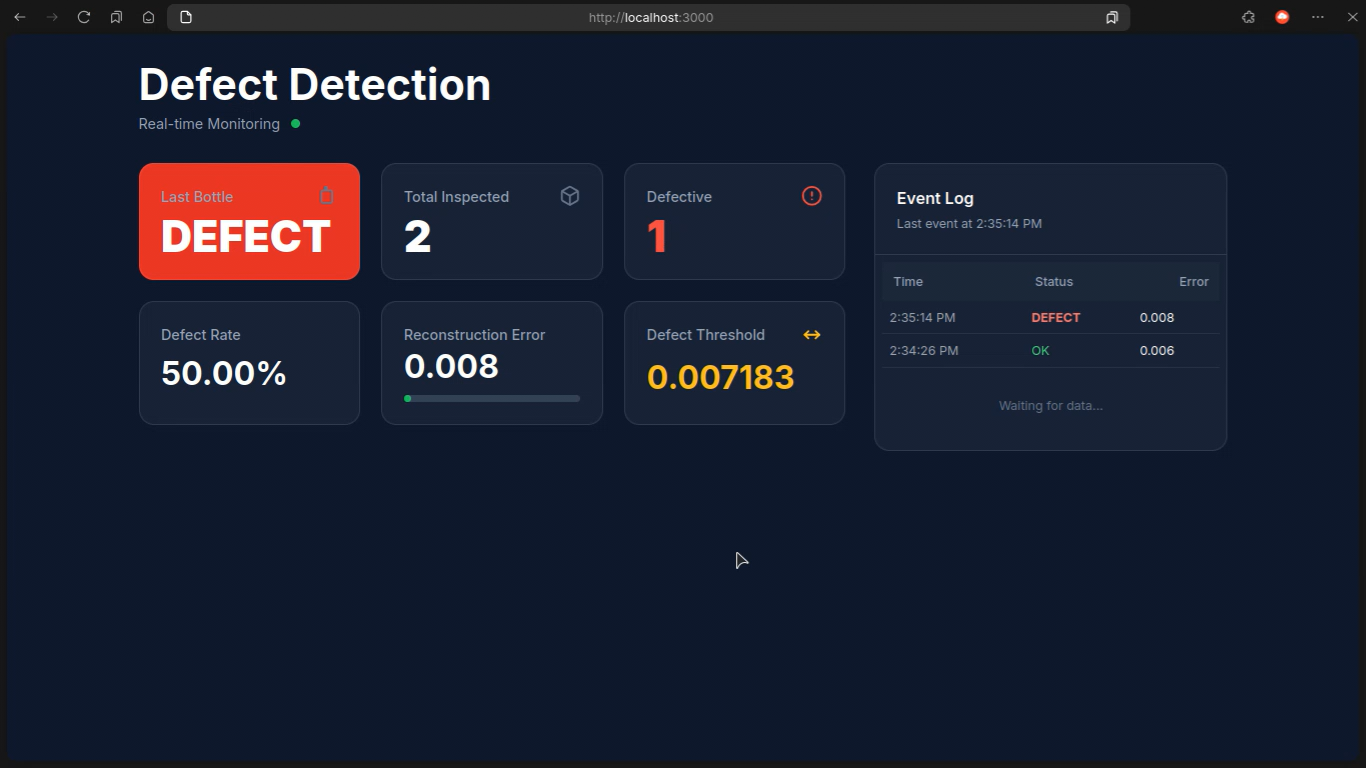 http://localhost:3000
Defect Detection
Real-time Monitoring
Last Bottle
DEFECT
Total Inspected
2
Defective
1
Defect Rate
50.00%
Reconstruction Error
0.008
Defect Threshold
0.007183
Event Log
Last event at 2:35:14 PM
Time Status Error
2:35:14 PM DEFECT 0.008
2:34:26 PM OK 0.006
Waiting for data...